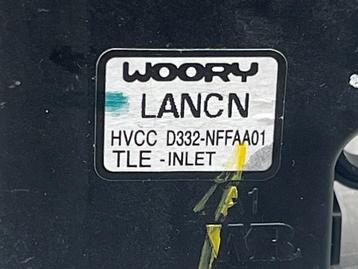 WOORY
LANCN
HVCC D332-NFFAA01
TLE -INLET